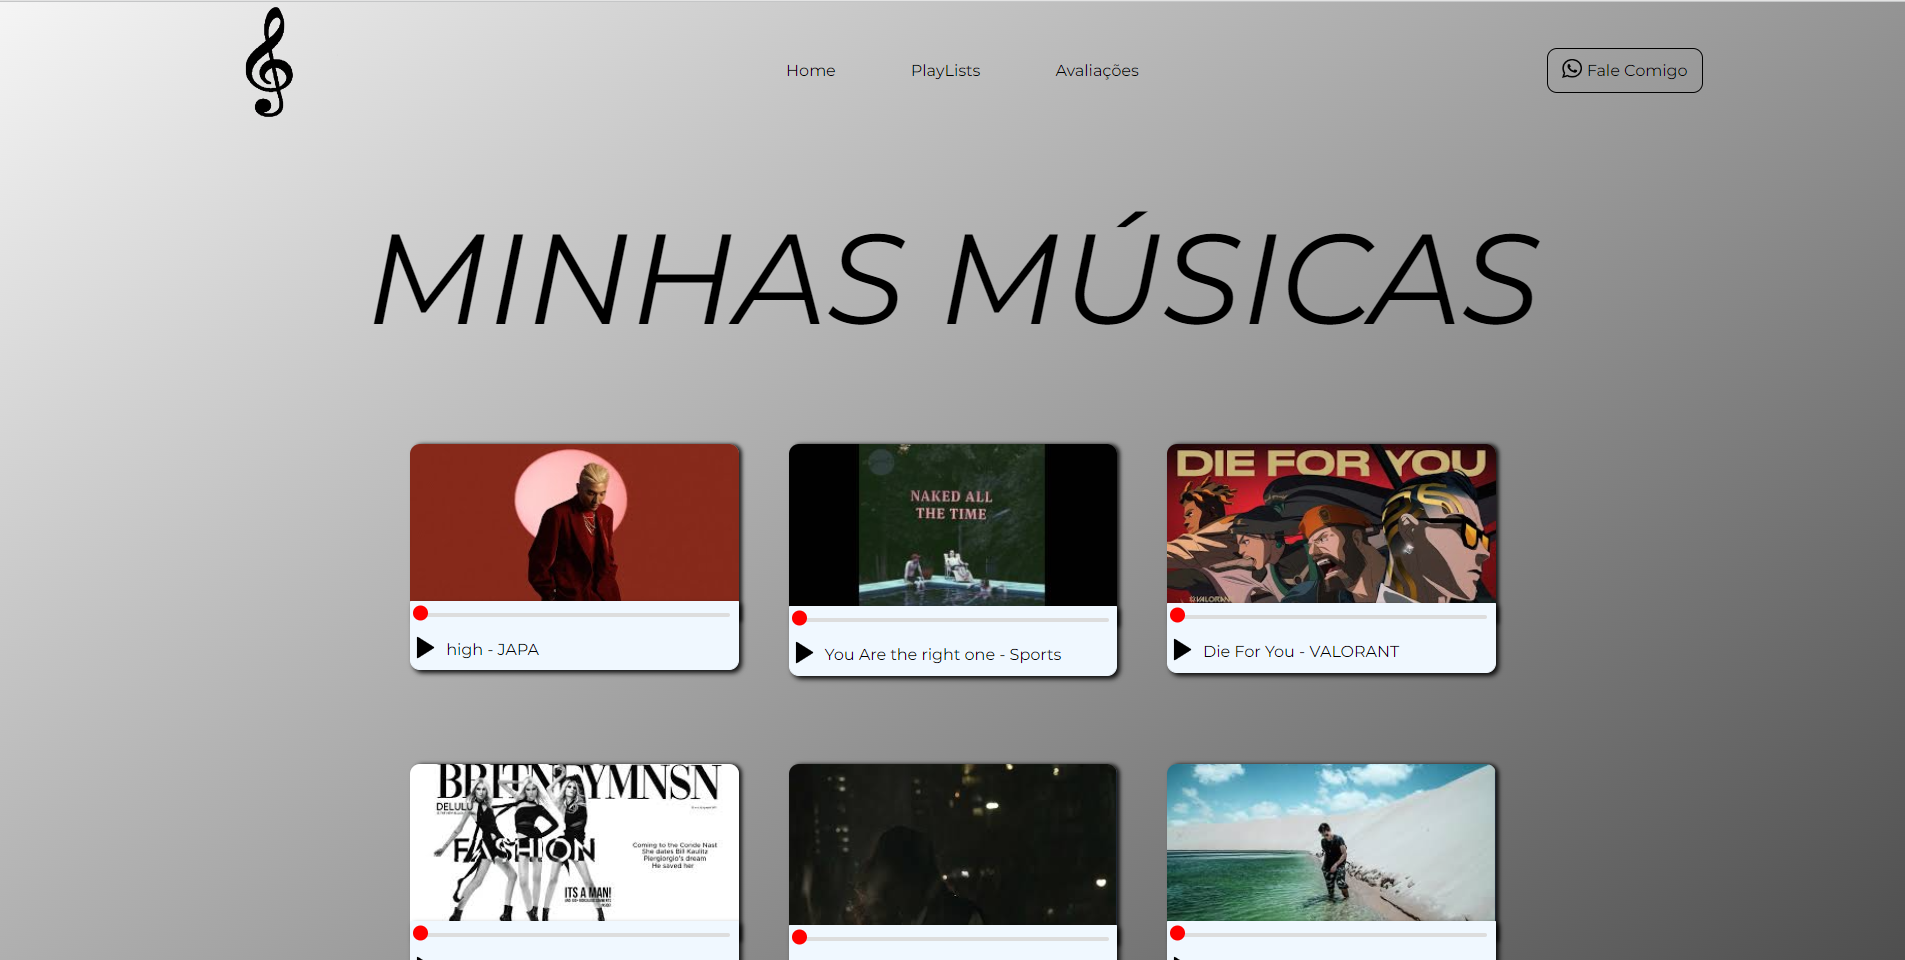 Home
PlayLists
Avaliações
Fale Comigo
MINHAS MÚSICAS
NAKED ALL
THE TIME
DIE FOR YOU
high - JAPA
You Are the right one - Sports
Die For You - VALORANT
BRITNEYMNSN
DELULU
FASHION
Coming to the Conde Nast
She dates Bill Kaulitz
Piergiorgio's dream
He saved her
ITS A MAN!